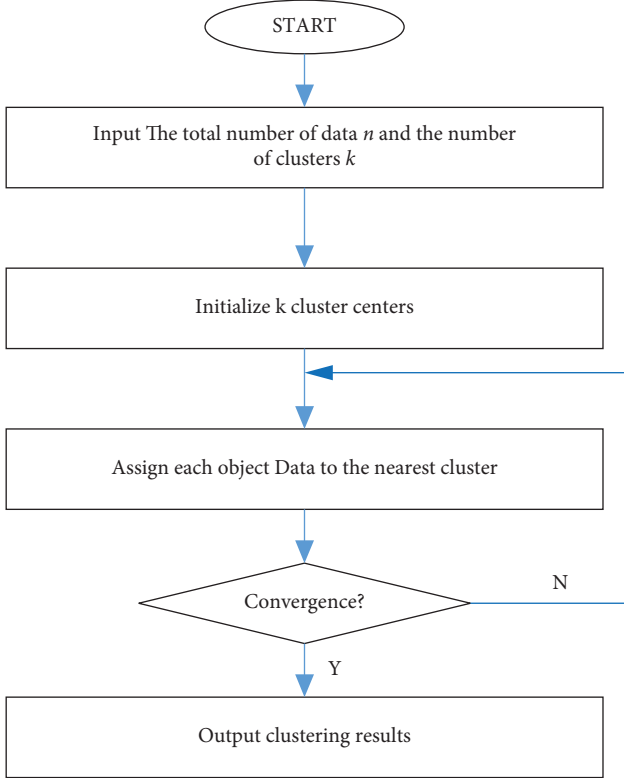 START
Input The total number of data n and the number
of clusters k
Initialize k cluster centers
Assign each object Data to the nearest cluster
Convergence?
N
Y
Output clustering results